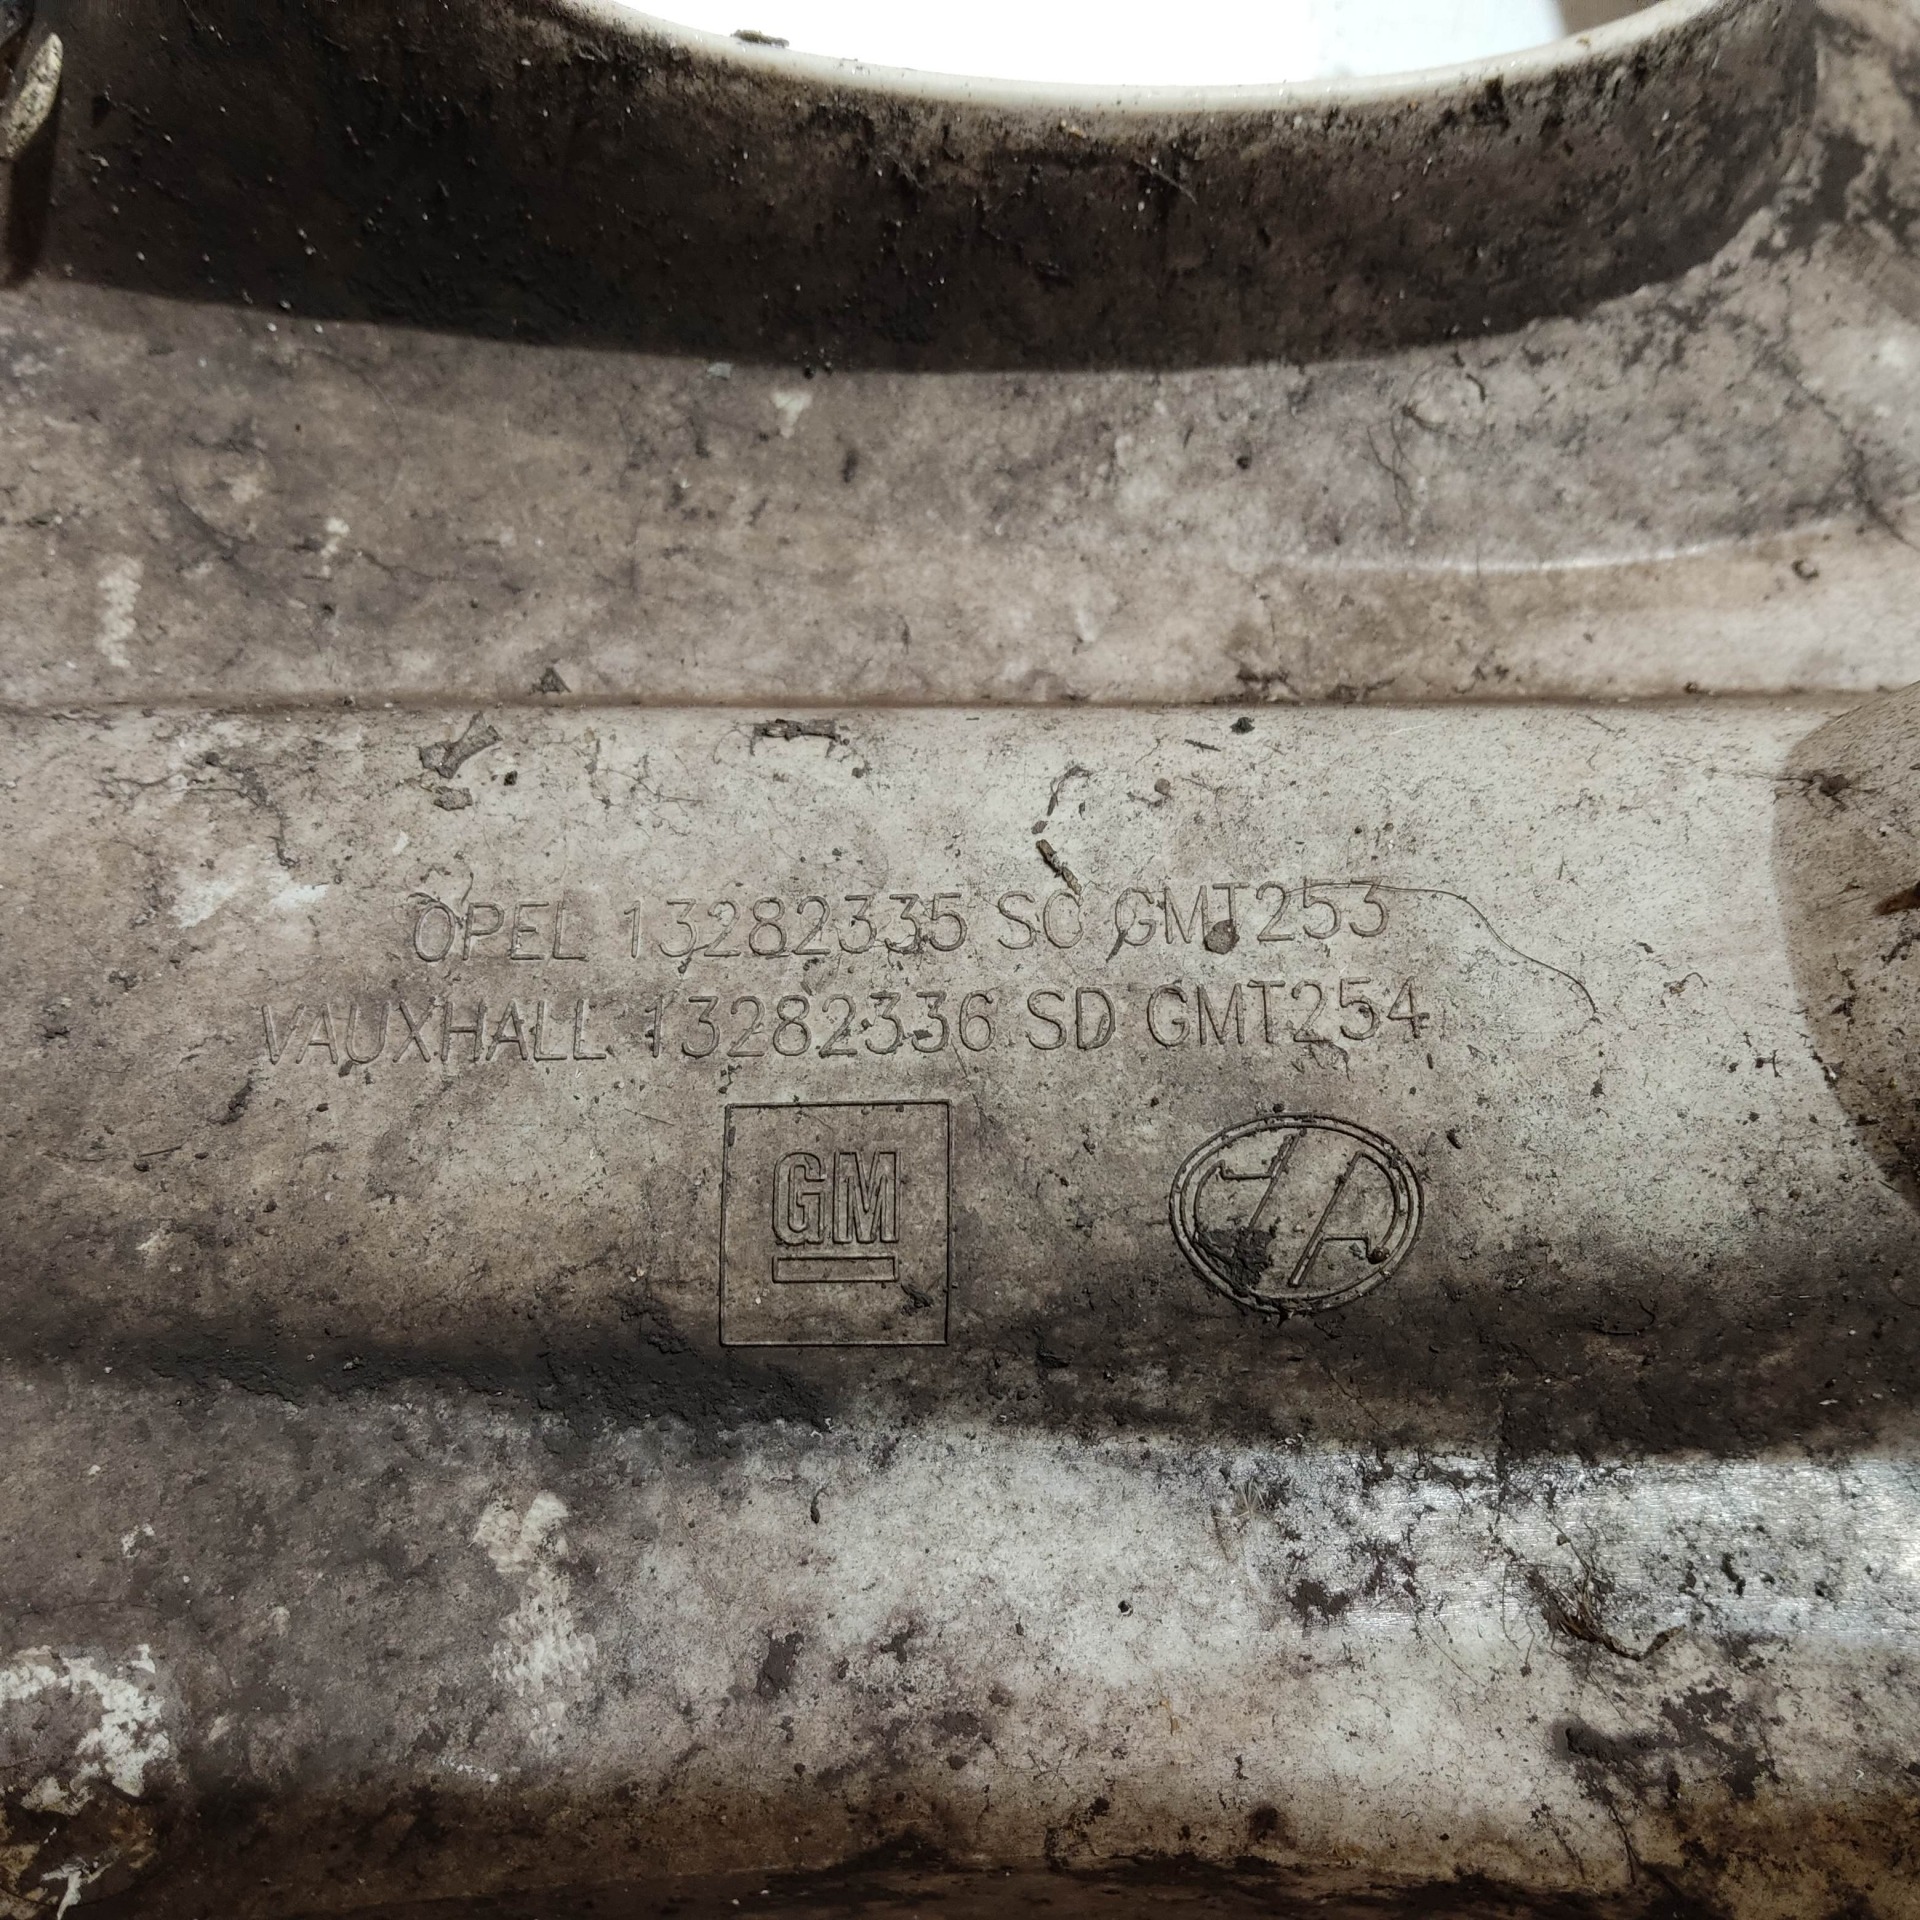 OPEL 13282335 SC GMT253
VAUXHALL 13282336 SD GMT254
GM